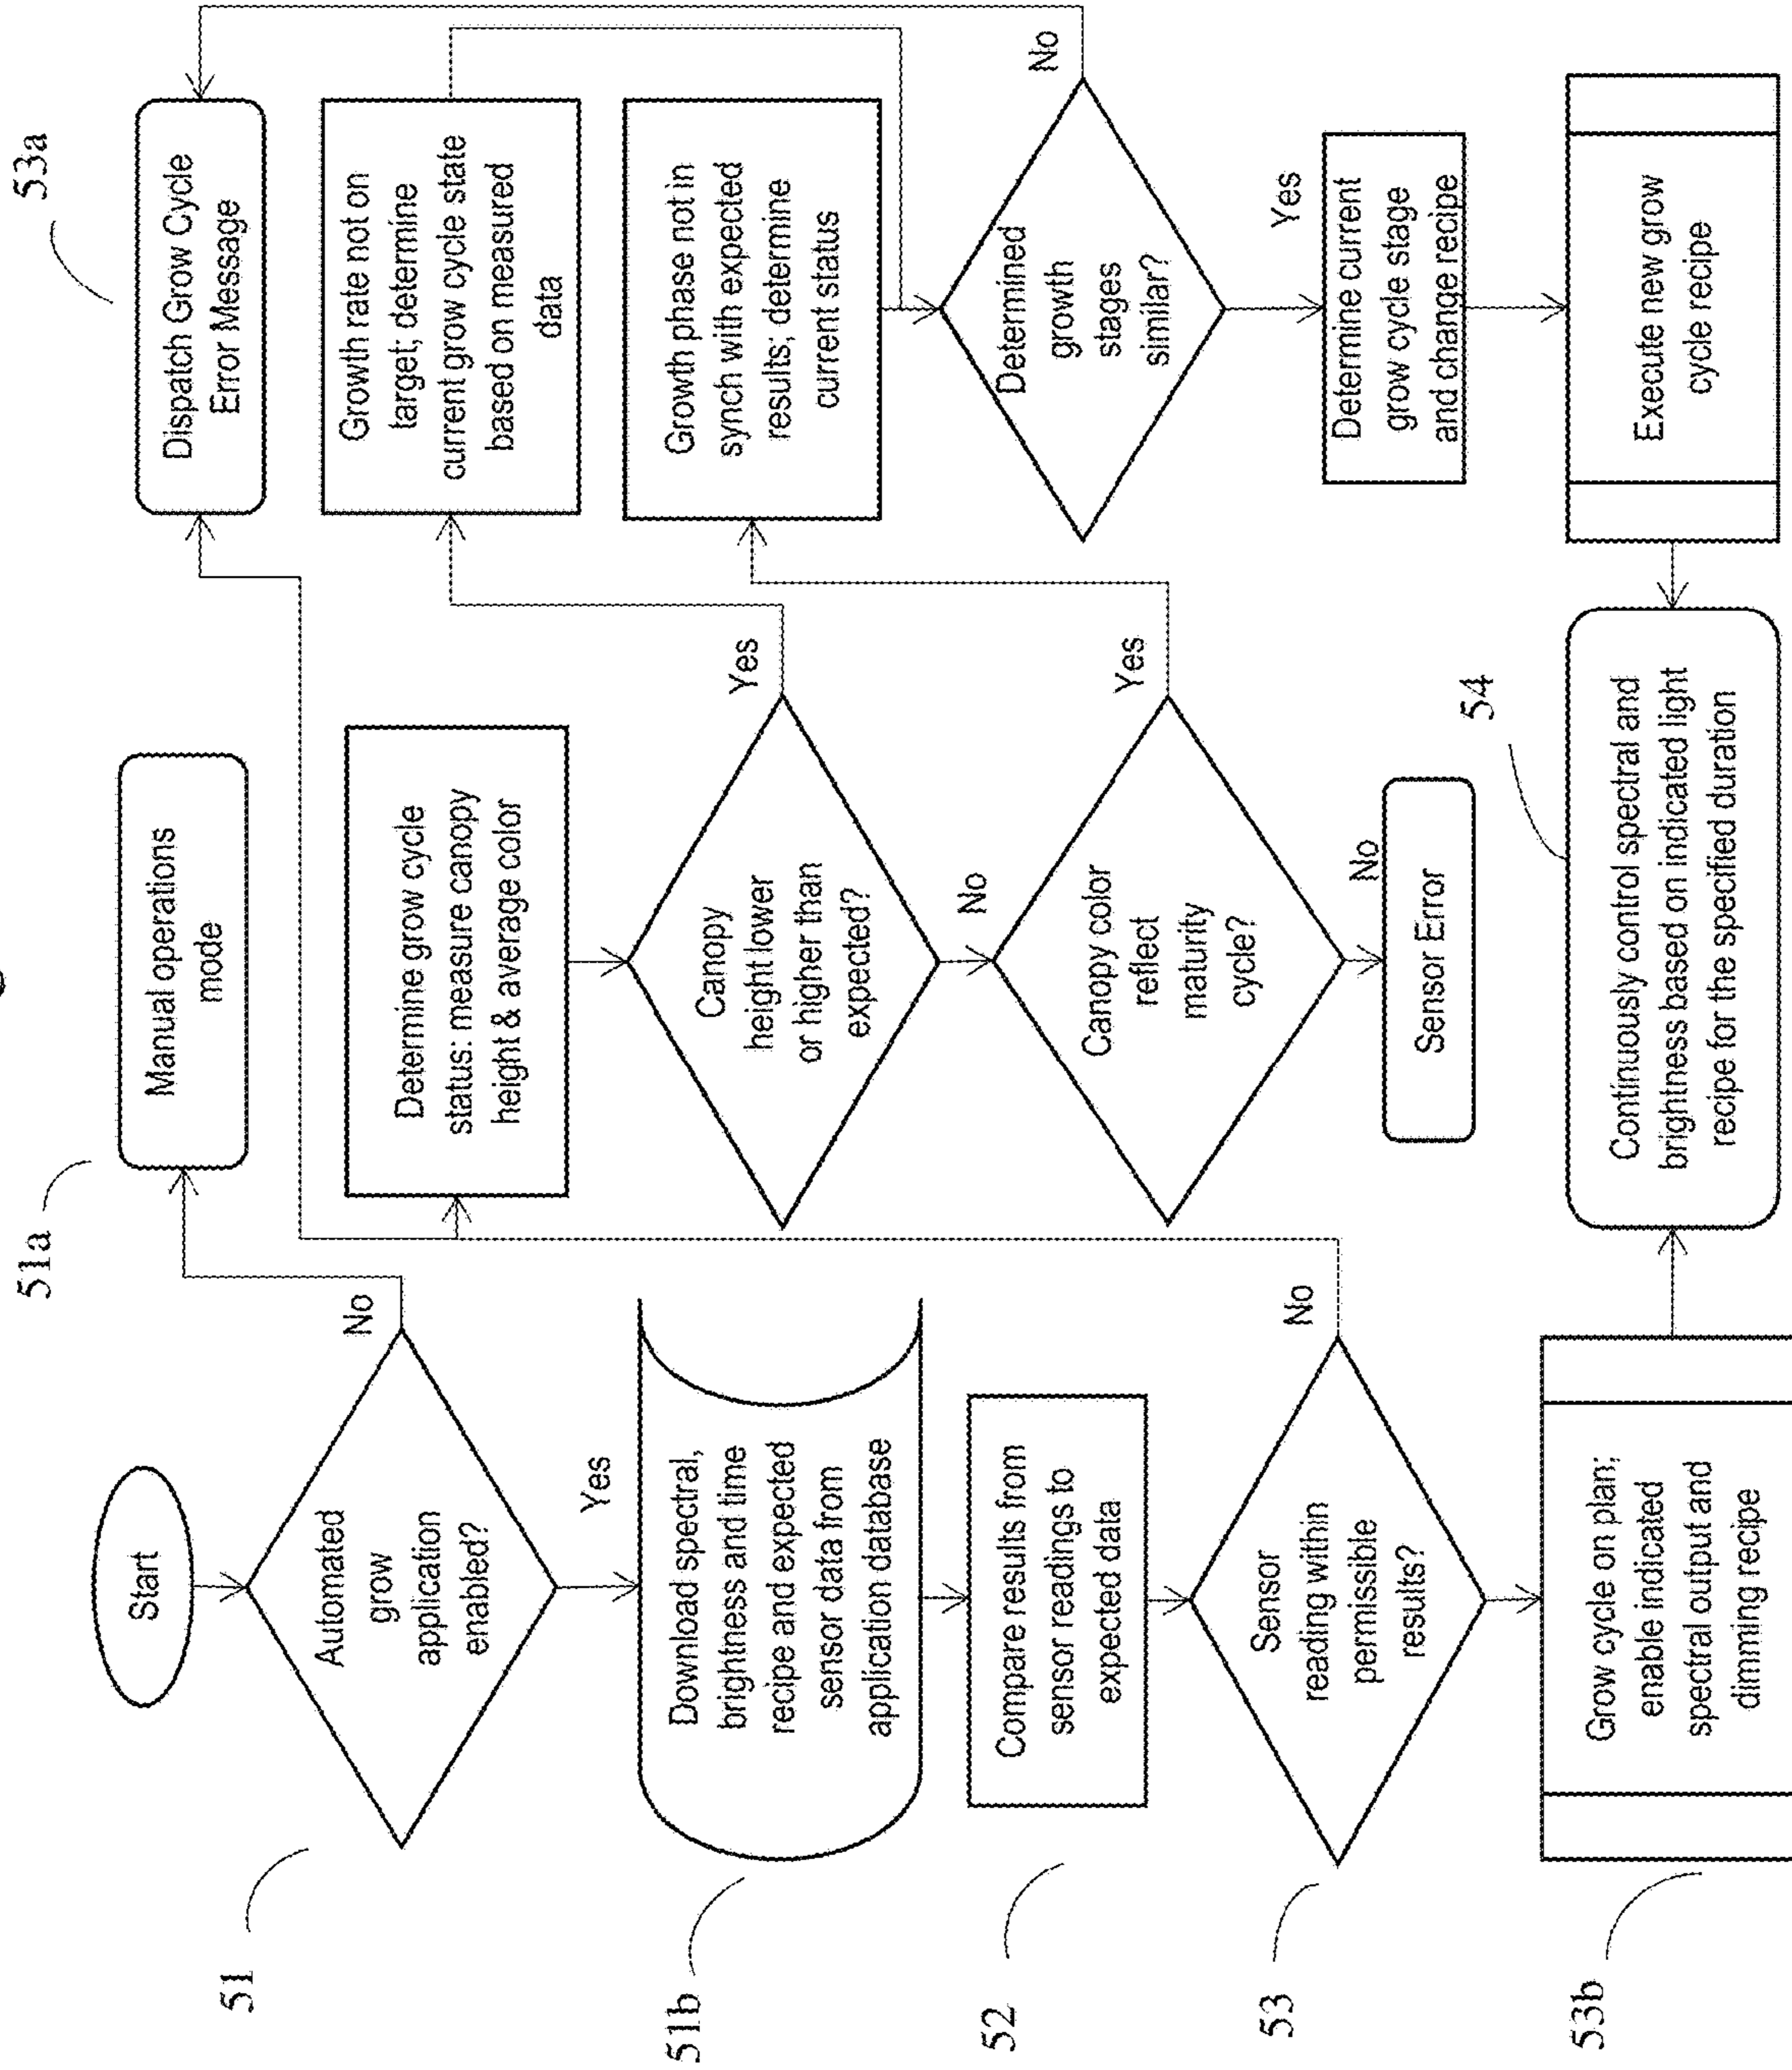 51
51a
51b
52
53
53a
53b
54
Start
Automated
grow
application
enabled?
No
Yes
Manual operations
mode
Download spectral,
brightness and time
recipe and expected
sensor data from
application database
Compare results from
sensor readings to
expected data
Sensor
reading within
permissible
results?
No
Grow cycle on plan;
enable indicated
spectral output and
dimming recipe
Determine grow cycle
status: measure canopy
height & average color
Canopy
height lower
or higher than
expected?
Yes
No
Canopy color
reflect
maturity
cycle?
Yes
No
Sensor Error
Continuously control spectral and
brightness based on indicated light
recipe for the specified duration
Dispatch Grow Cycle
Error Message
Growth rate not on
target; determine
current grow cycle state
based on measured
data
Growth phase not in
synch with expected
results; determine
current status
Determined
growth
stages
similar?
No
Yes
Determine current
grow cycle stage
and change recipe
Execute new grow
cycle recipe